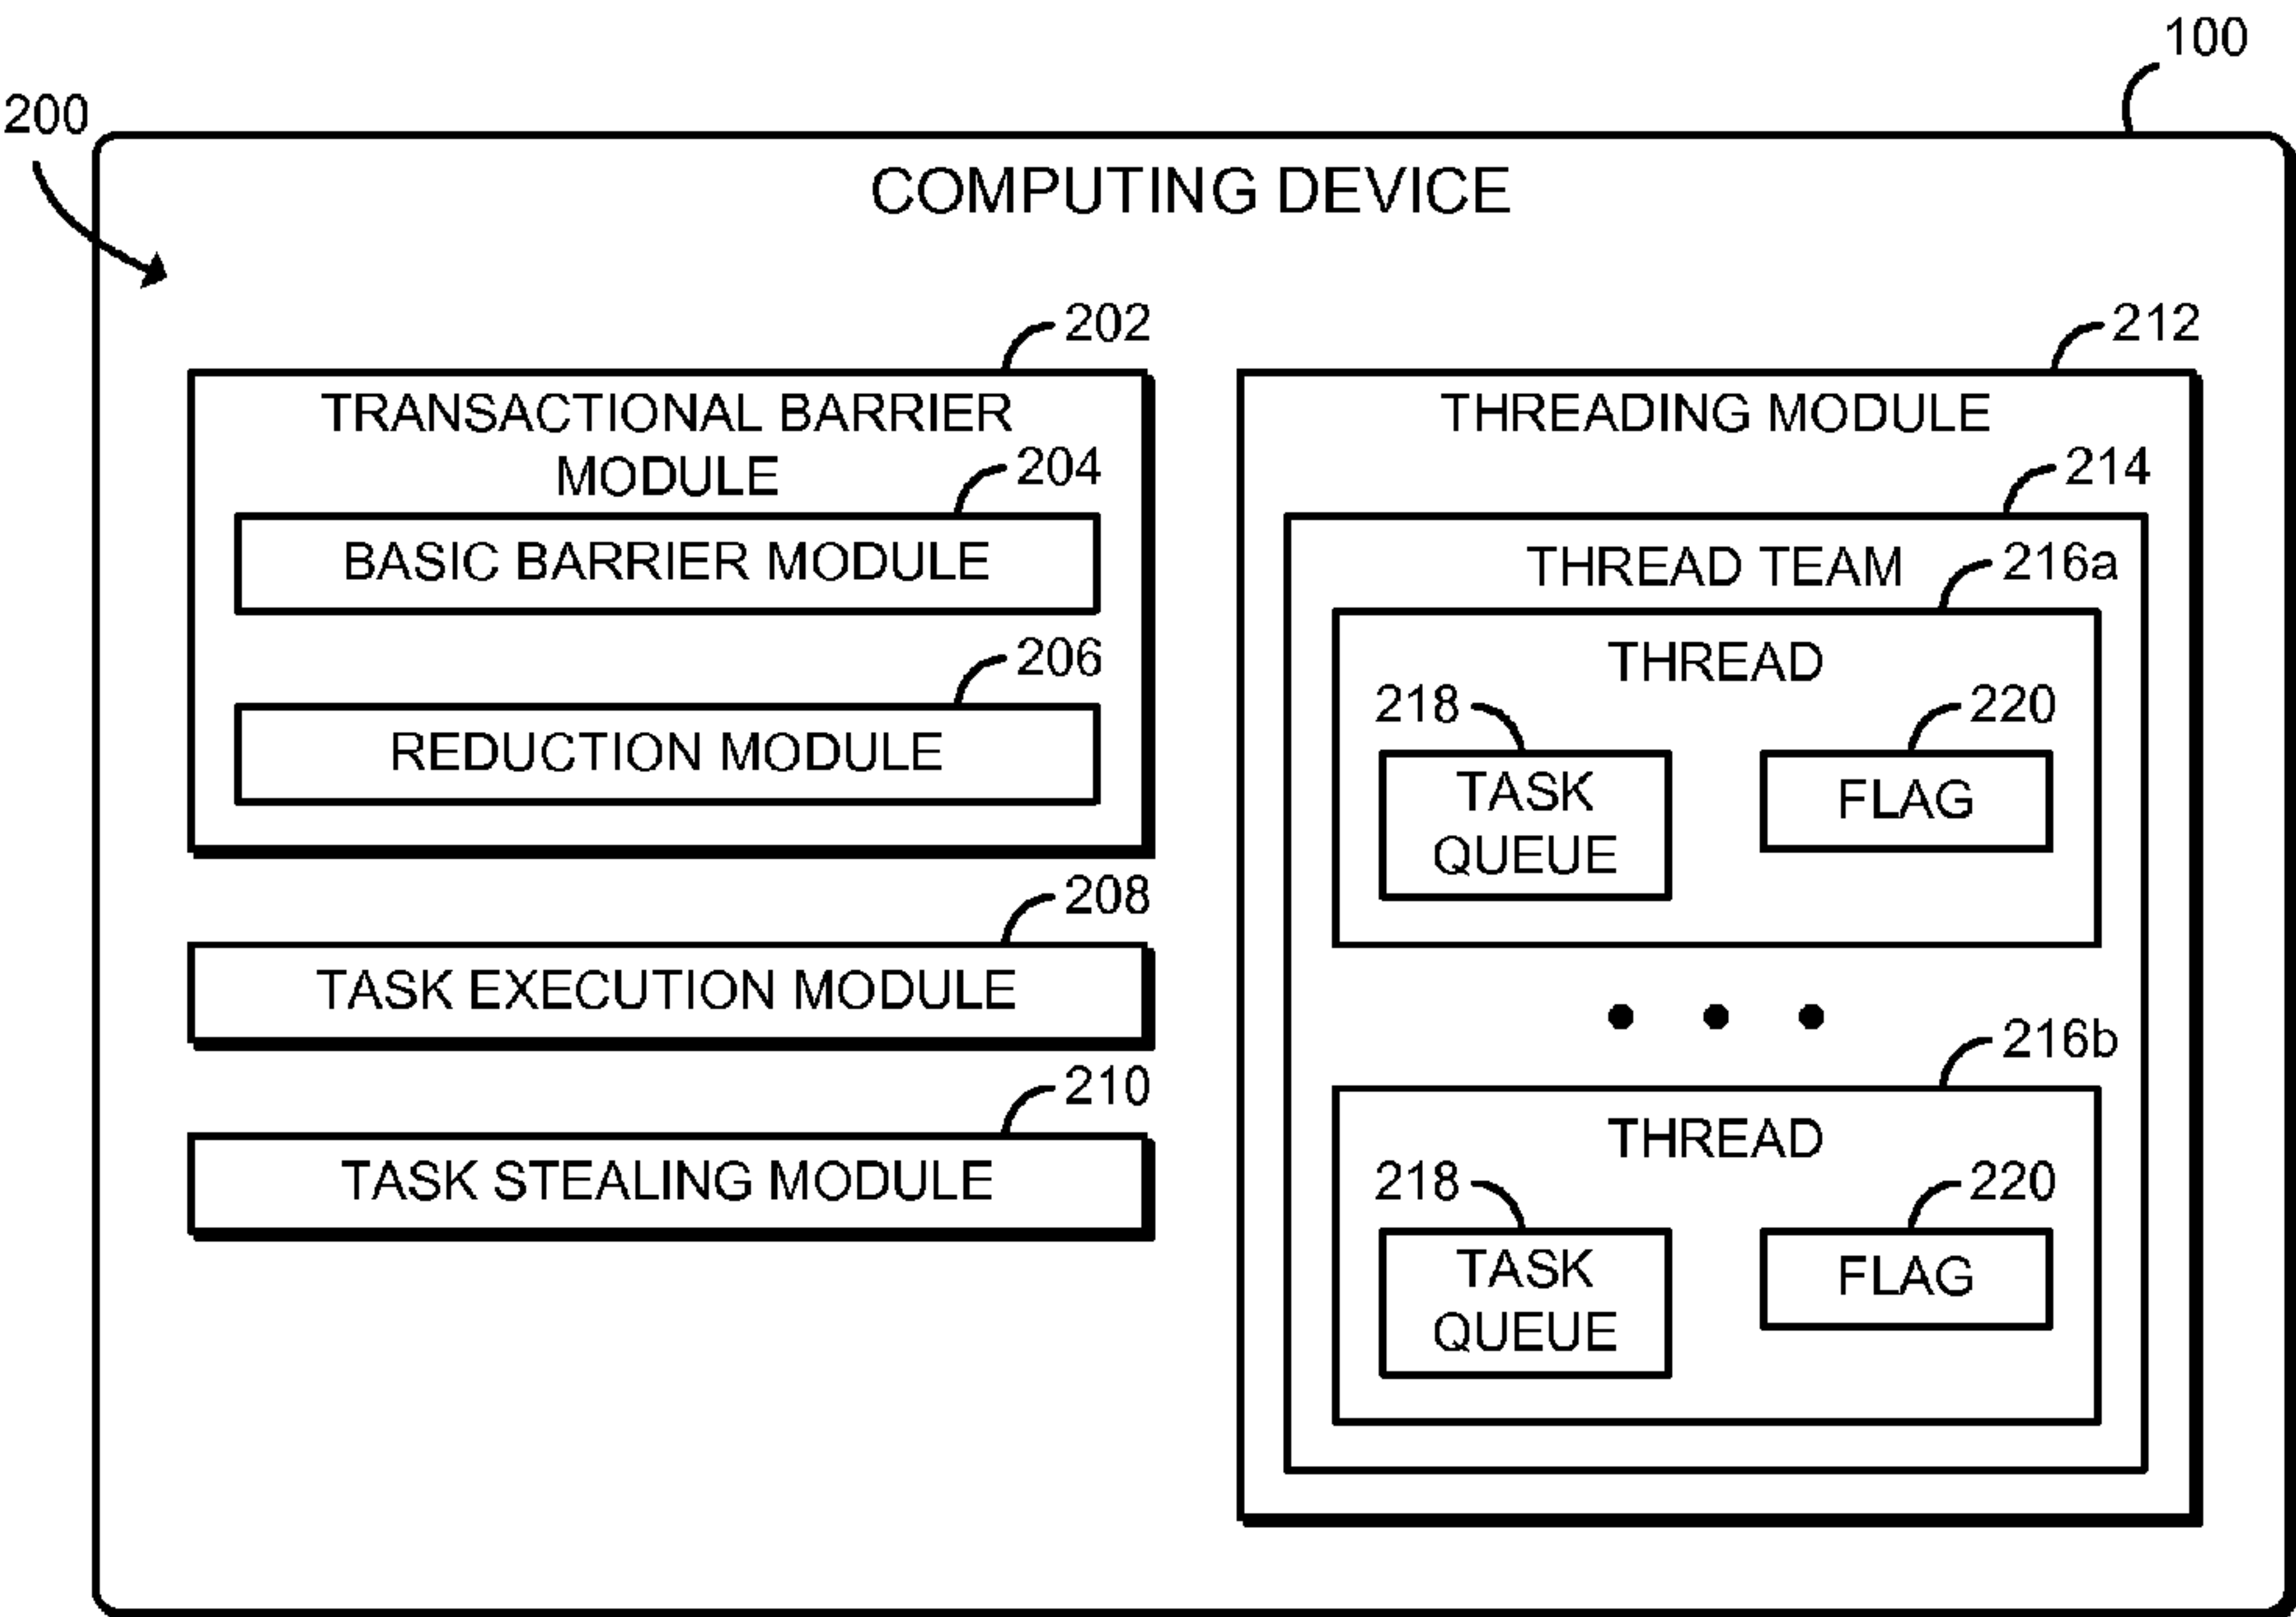 100
200
COMPUTING DEVICE
202
TRANSACTIONAL BARRIER
MODULE
204
BASIC BARRIER MODULE
206
REDUCTION MODULE
208
TASK EXECUTION MODULE
210
TASK STEALING MODULE
212
THREADING MODULE
214
THREAD TEAM
216a
THREAD
218
TASK
QUEUE
220
FLAG
216b
THREAD
218
TASK
QUEUE
220
FLAG